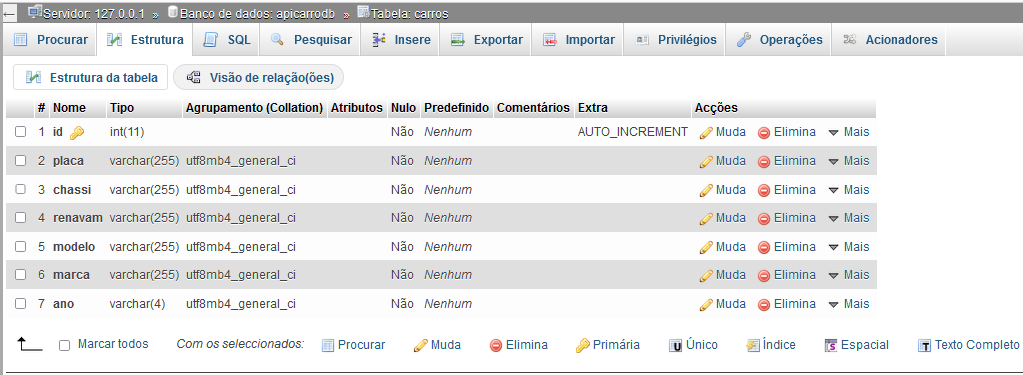 ← Servidor: 127.0.0.1 » Banco de dados: apicarrodb » Tabela: carros
Procurar Estrutura SQL Pesquisar Insere Exportar Importar Privilégios Operações Acionadores
Estrutura da tabela Visão de relação(ões)
# Nome Tipo Agrupamento (Collation) Atributos Nulo Predefinido Comentários Extra Acções
1 id int(11) Não Nenhum AUTO_INCREMENT Muda Elimina Mais
2 placa varchar(255) utf8mb4_general_ci Não Nenhum Muda Elimina Mais
3 chassi varchar(255) utf8mb4_general_ci Não Nenhum Muda Elimina Mais
4 renavam varchar(255) utf8mb4_general_ci Não Nenhum Muda Elimina Mais
5 modelo varchar(255) utf8mb4_general_ci Não Nenhum Muda Elimina Mais
6 marca varchar(255) utf8mb4_general_ci Não Nenhum Muda Elimina Mais
7 ano varchar(4) utf8mb4_general_ci Não Nenhum Muda Elimina Mais
Marcar todos Com os seleccionados: Procurar Muda Elimina Primária Único Índice Espacial Texto Completo